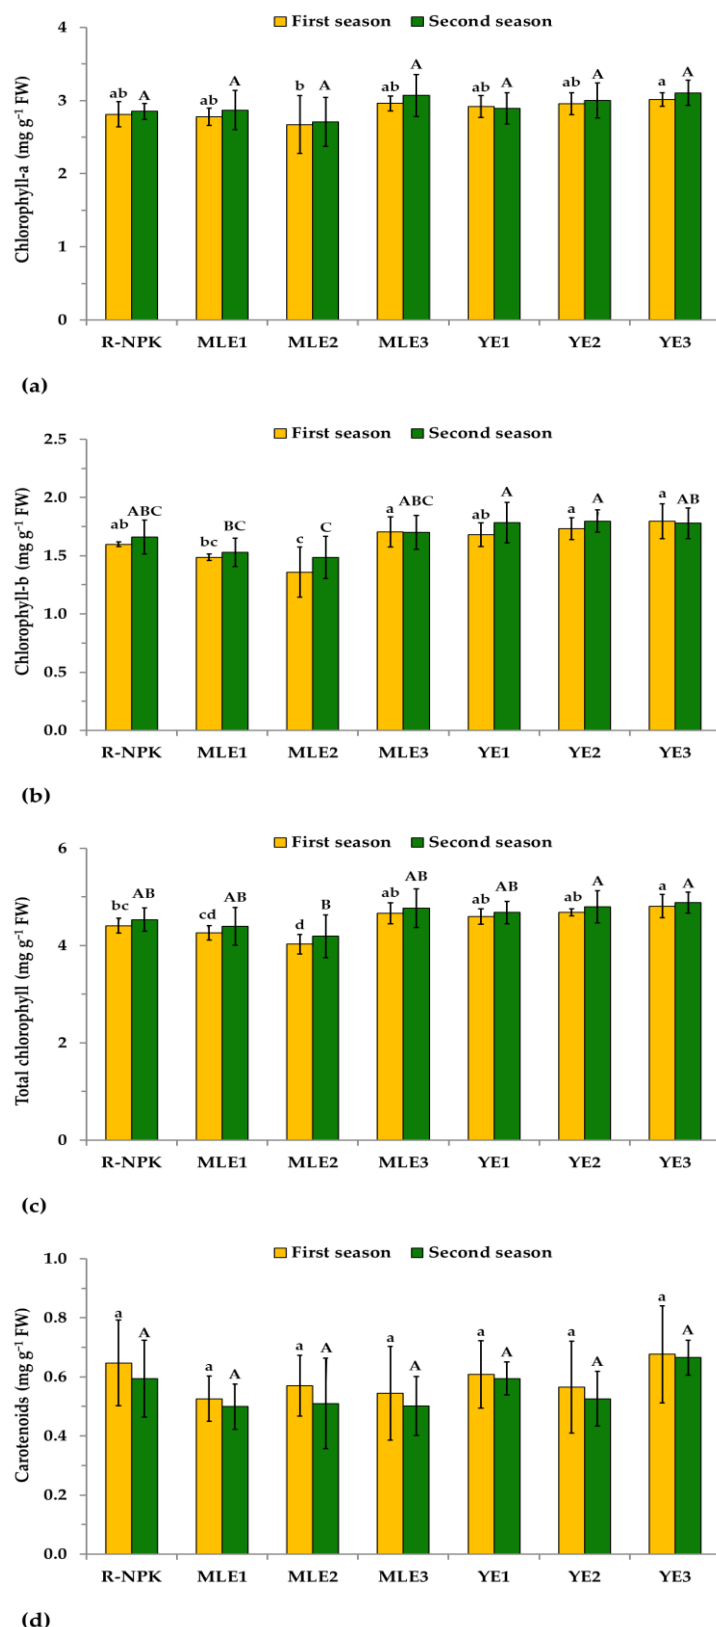 First season Second season
Chlorophyll-a (mg g⁻¹ FW)
4
3
2
1
0
ab A ab A b A ab A ab A ab A a A
R-NPK MLE1 MLE2 MLE3 YE1 YE2 YE3
(a)
First season Second season
Chlorophyll-b (mg g⁻¹ FW)
2.5
2.0
1.5
1.0
0.5
0.0
ab ABC bc BC c C a ABC ab A a A a AB
R-NPK MLE1 MLE2 MLE3 YE1 YE2 YE3
(b)
First season Second season
Total chlorophyll (mg g⁻¹ FW)
6
4
2
0
bc AB cd AB d B ab AB ab AB ab A a A
R-NPK MLE1 MLE2 MLE3 YE1 YE2 YE3
(c)
First season Second season
Carotenoids (mg g⁻¹ FW)
1.0
0.8
0.6
0.4
0.2
0.0
a A a A a A a A a A a A a A
R-NPK MLE1 MLE2 MLE3 YE1 YE2 YE3
(d)